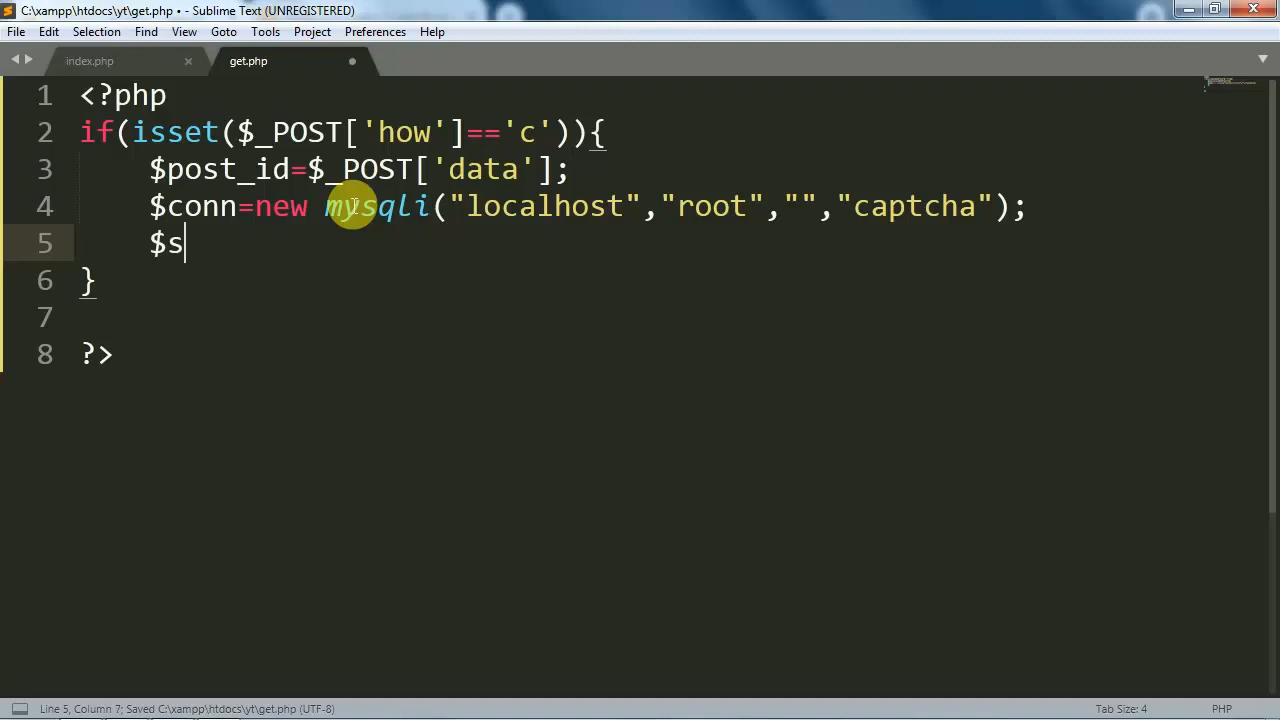 C:\xampp\htdocs\yt\get.php • - Sublime Text (UNREGISTERED)
File Edit Selection Find View Goto Tools Project Preferences Help
index.php × get.php
1 <?php
2 if(isset($_POST['how']=='c')){
3     $post_id=$_POST['data'];
4     $conn=new mysqli("localhost","root","","captcha");
5     $s
6 }
7
8 ?>
Line 5, Column 7; Saved C:\xampp\htdocs\yt\get.php (UTF-8) Tab Size: 4 PHP